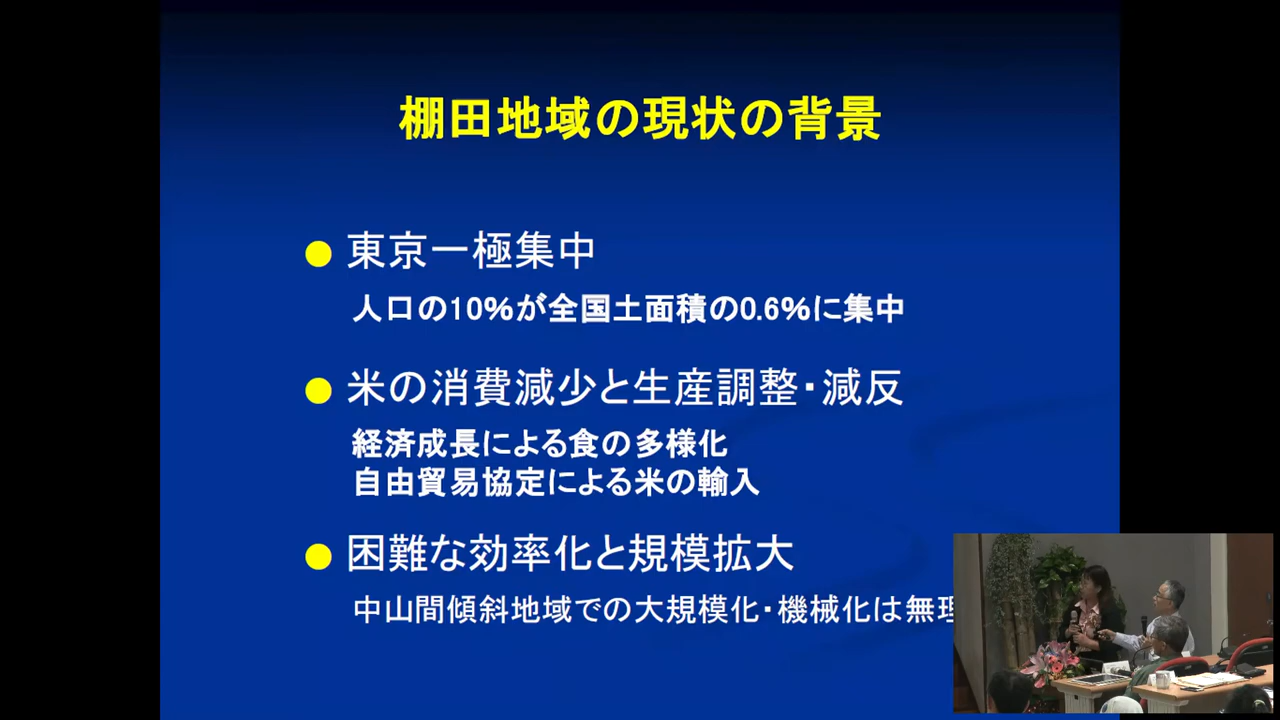 棚田地域の現状の背景
● 東京一極集中
人口の10%が全国土面積の0.6%に集中
● 米の消費減少と生産調整・減反
経済成長による食の多様化
自由貿易協定による米の輸入
● 困難な効率化と規模拡大
中山間傾斜地域での大規模化・機械化は無理